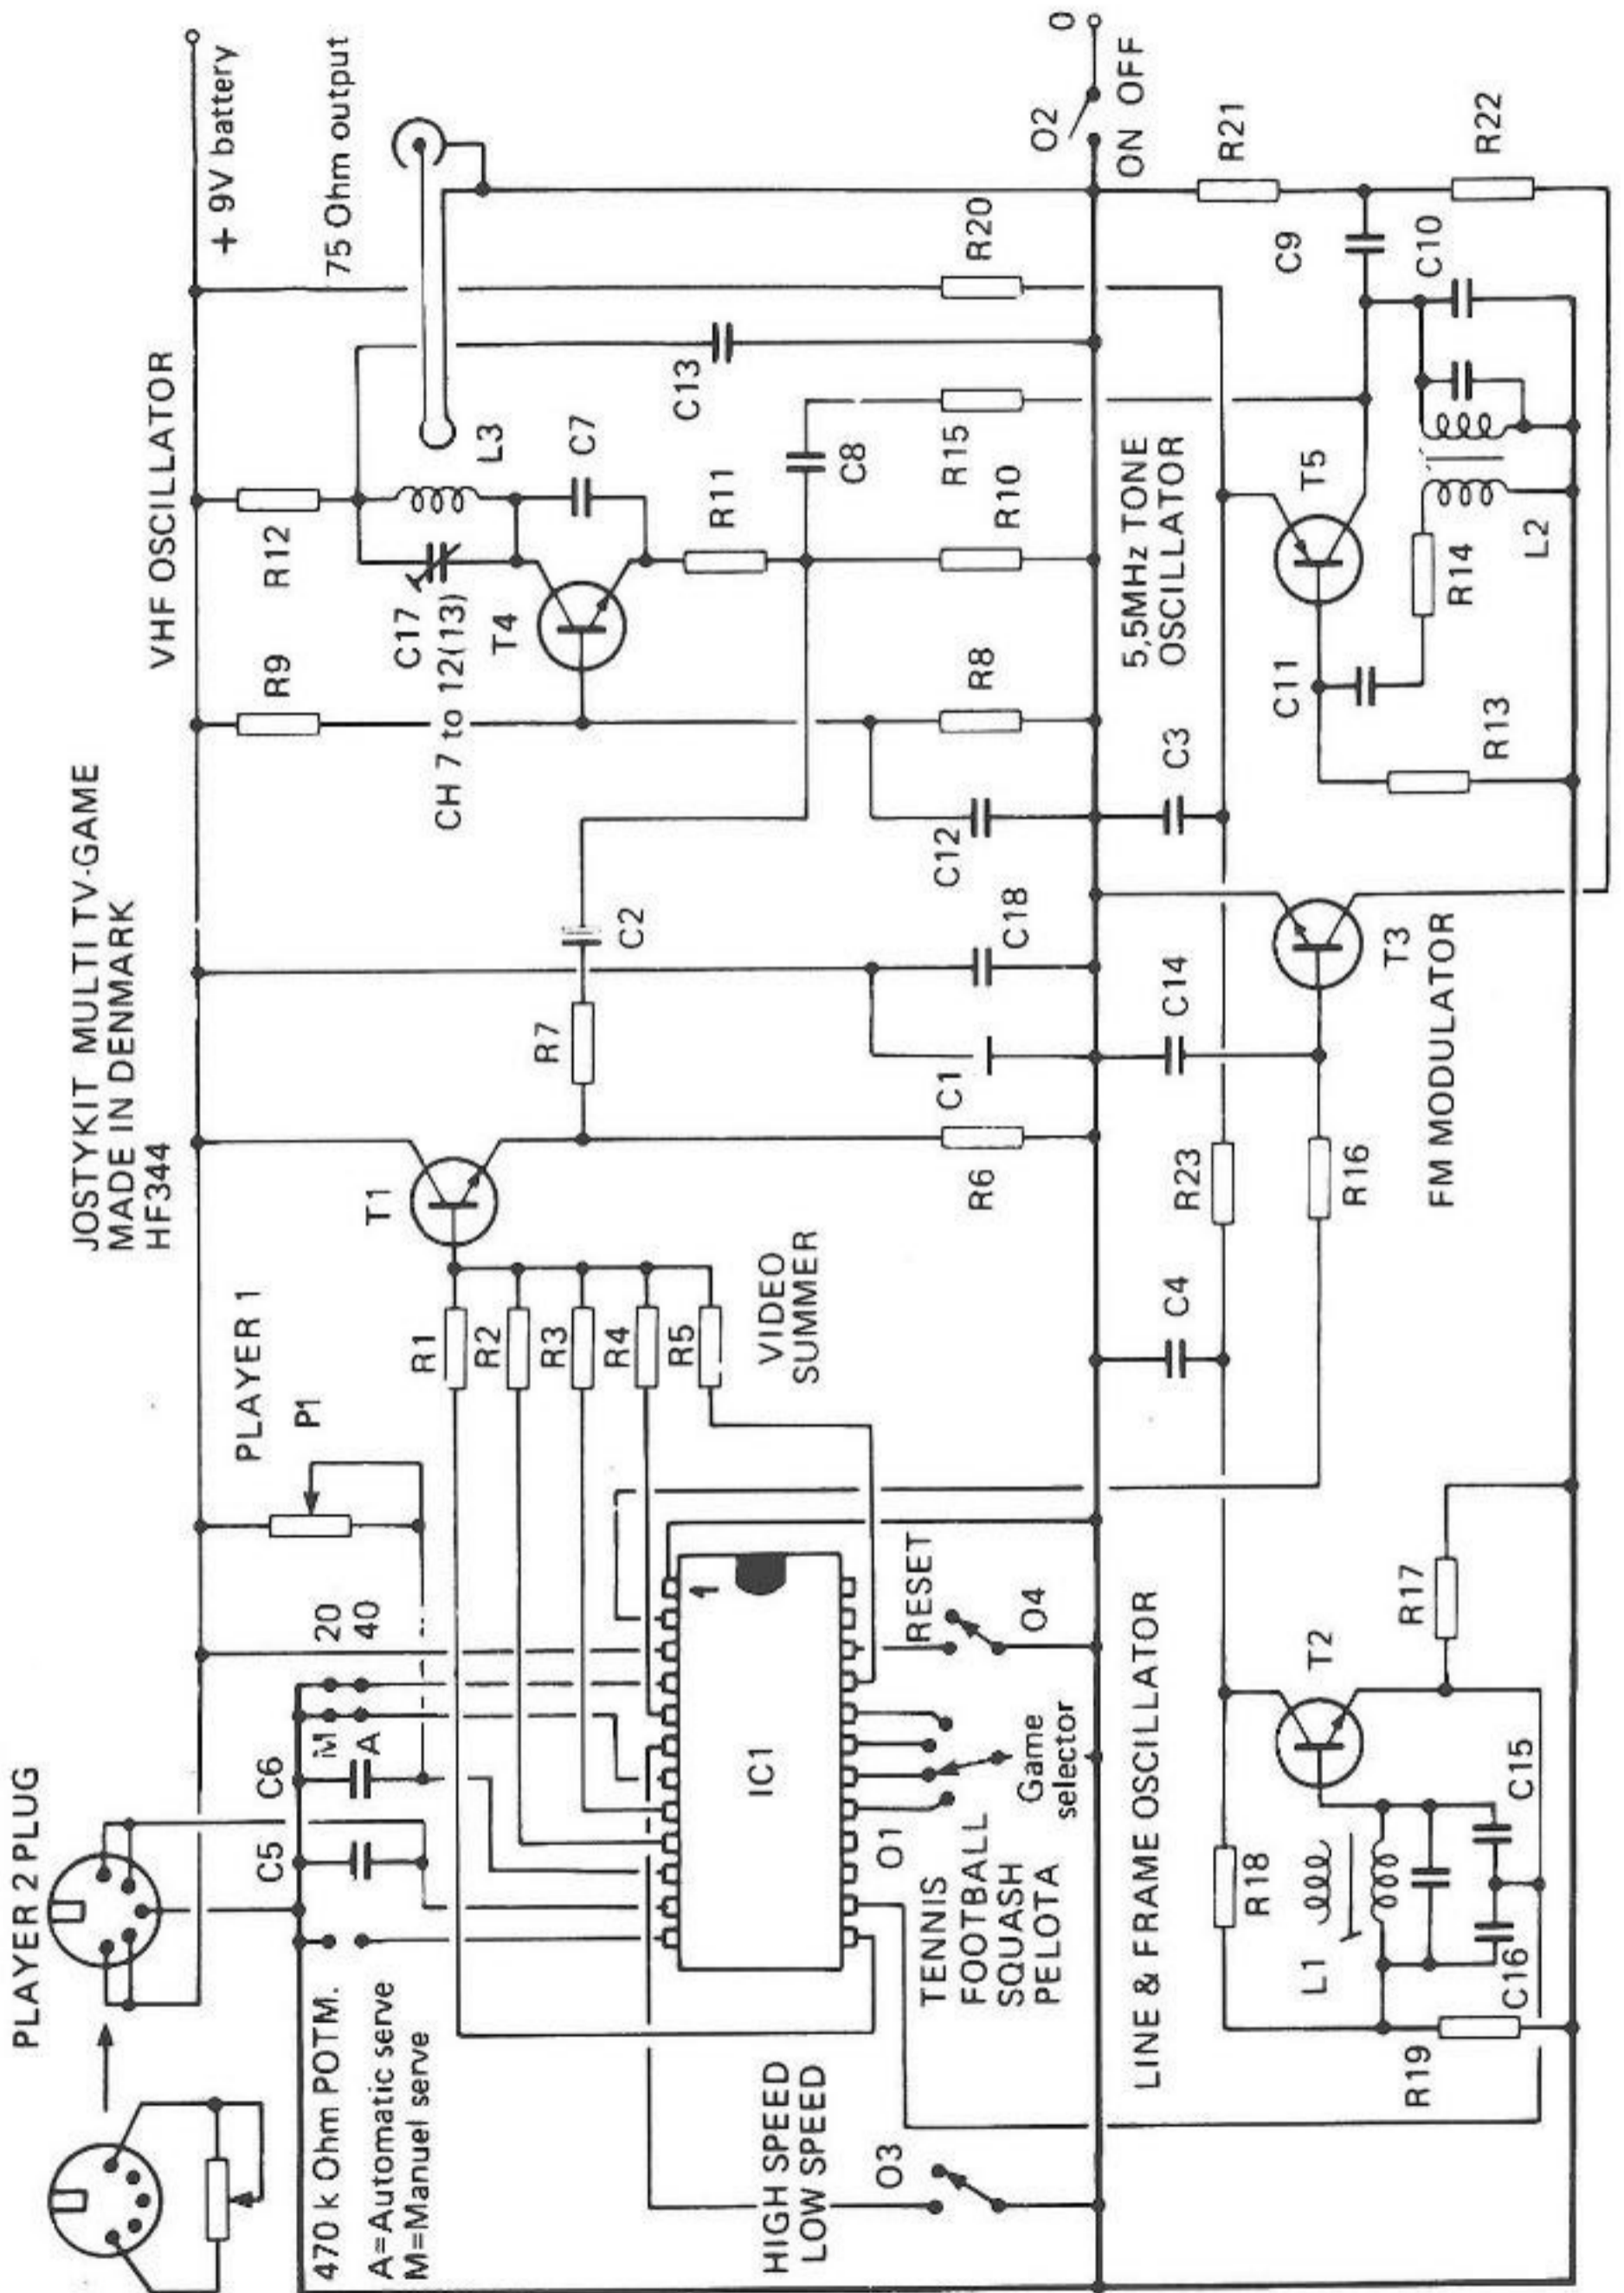 JOSTYKIT MULTI TV-GAME
MADE IN DENMARK
HF344
PLAYER 2 PLUG
470 k Ohm POTM.
A=Automatic serve
M=Manuel serve
C5
C6
M
A
20
40
PLAYER 1
P1
T1
R1
R2
R3
R4
R5
VIDEO
SUMMER
R7
C2
R6
C1
C18
C12
R8
R9
VHF OSCILLATOR
R12
C17
CH 7 to 12(13)
T4
L3
C7
R11
C8
R15
R10
C13
R20
+ 9V battery
75 Ohm output
O2
0
ON OFF
HIGH SPEED
LOW SPEED
O3
IC1
1
TENNIS
FOOTBALL
SQUASH
PELOTA
O1
Game
selector
RESET
O4
LINE & FRAME OSCILLATOR
R18
L1
R19
C16
C15
T2
R17
C4
R23
R16
C14
C3
T3
FM MODULATOR
5,5MHz TONE
OSCILLATOR
C11
R13
R14
L2
T5
C9
C10
R21
R22